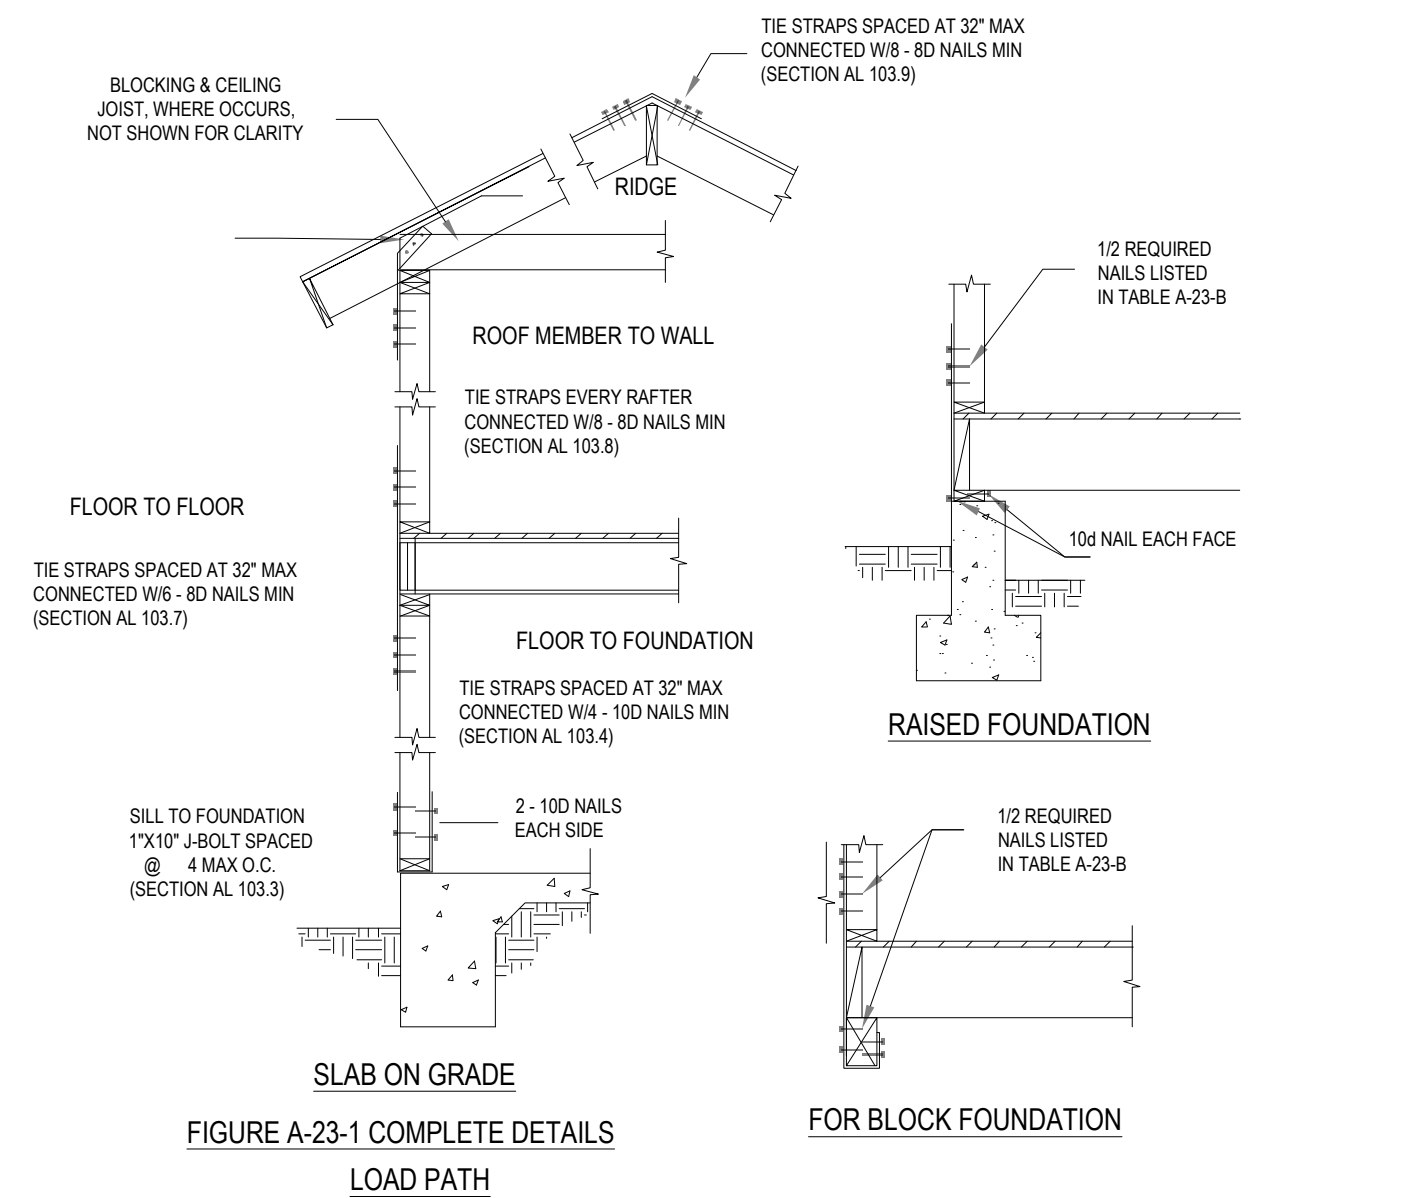 TIE STRAPS SPACED AT 32" MAX
CONNECTED W/8 - 8D NAILS MIN
(SECTION AL 103.9)
BLOCKING & CEILING
JOIST, WHERE OCCURS,
NOT SHOWN FOR CLARITY
RIDGE
ROOF MEMBER TO WALL
TIE STRAPS EVERY RAFTER
CONNECTED W/8 - 8D NAILS MIN
(SECTION AL 103.8)
FLOOR TO FLOOR
TIE STRAPS SPACED AT 32" MAX
CONNECTED W/6 - 8D NAILS MIN
(SECTION AL 103.7)
FLOOR TO FOUNDATION
TIE STRAPS SPACED AT 32" MAX
CONNECTED W/4 - 10D NAILS MIN
(SECTION AL 103.4)
SILL TO FOUNDATION
1"X10" J-BOLT SPACED
@ 4 MAX O.C.
(SECTION AL 103.3)
2 - 10D NAILS
EACH SIDE
SLAB ON GRADE
FIGURE A-23-1 COMPLETE DETAILS
LOAD PATH
1/2 REQUIRED
NAILS LISTED
IN TABLE A-23-B
10d NAIL EACH FACE
RAISED FOUNDATION
1/2 REQUIRED
NAILS LISTED
IN TABLE A-23-B
FOR BLOCK FOUNDATION